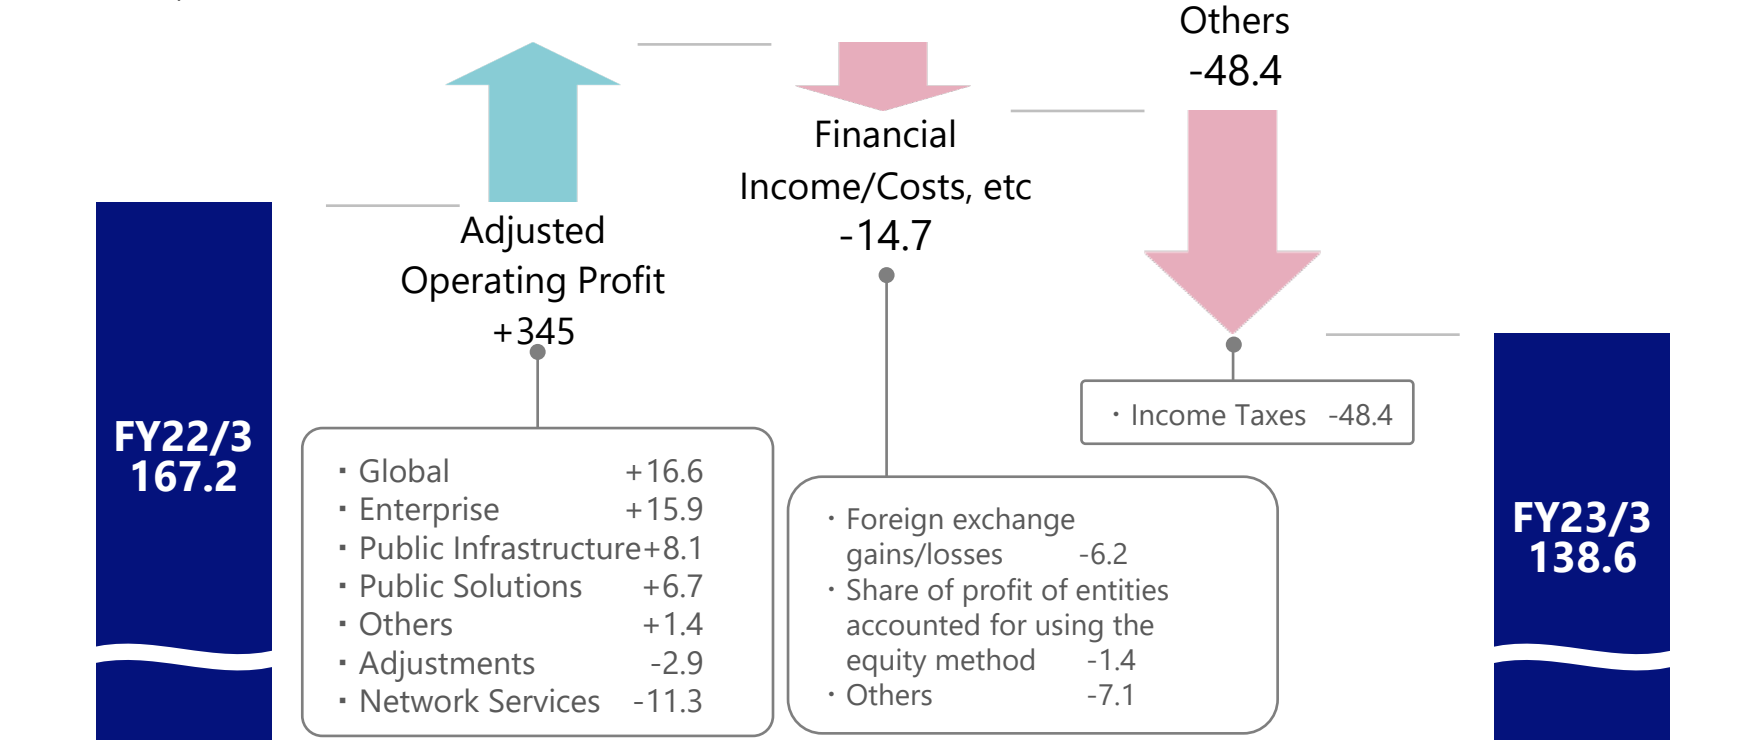 Others
-48.4
Financial
Income/Costs, etc
-14.7
Adjusted
Operating Profit
+345
FY22/3
167.2
・Global +16.6
・Enterprise +15.9
・Public Infrastructure+8.1
・Public Solutions +6.7
・Others +1.4
・Adjustments -2.9
・Network Services -11.3
・Foreign exchange
gains/losses -6.2
・Share of profit of entities
accounted for using the
equity method -1.4
・Others -7.1
・Income Taxes -48.4
FY23/3
138.6